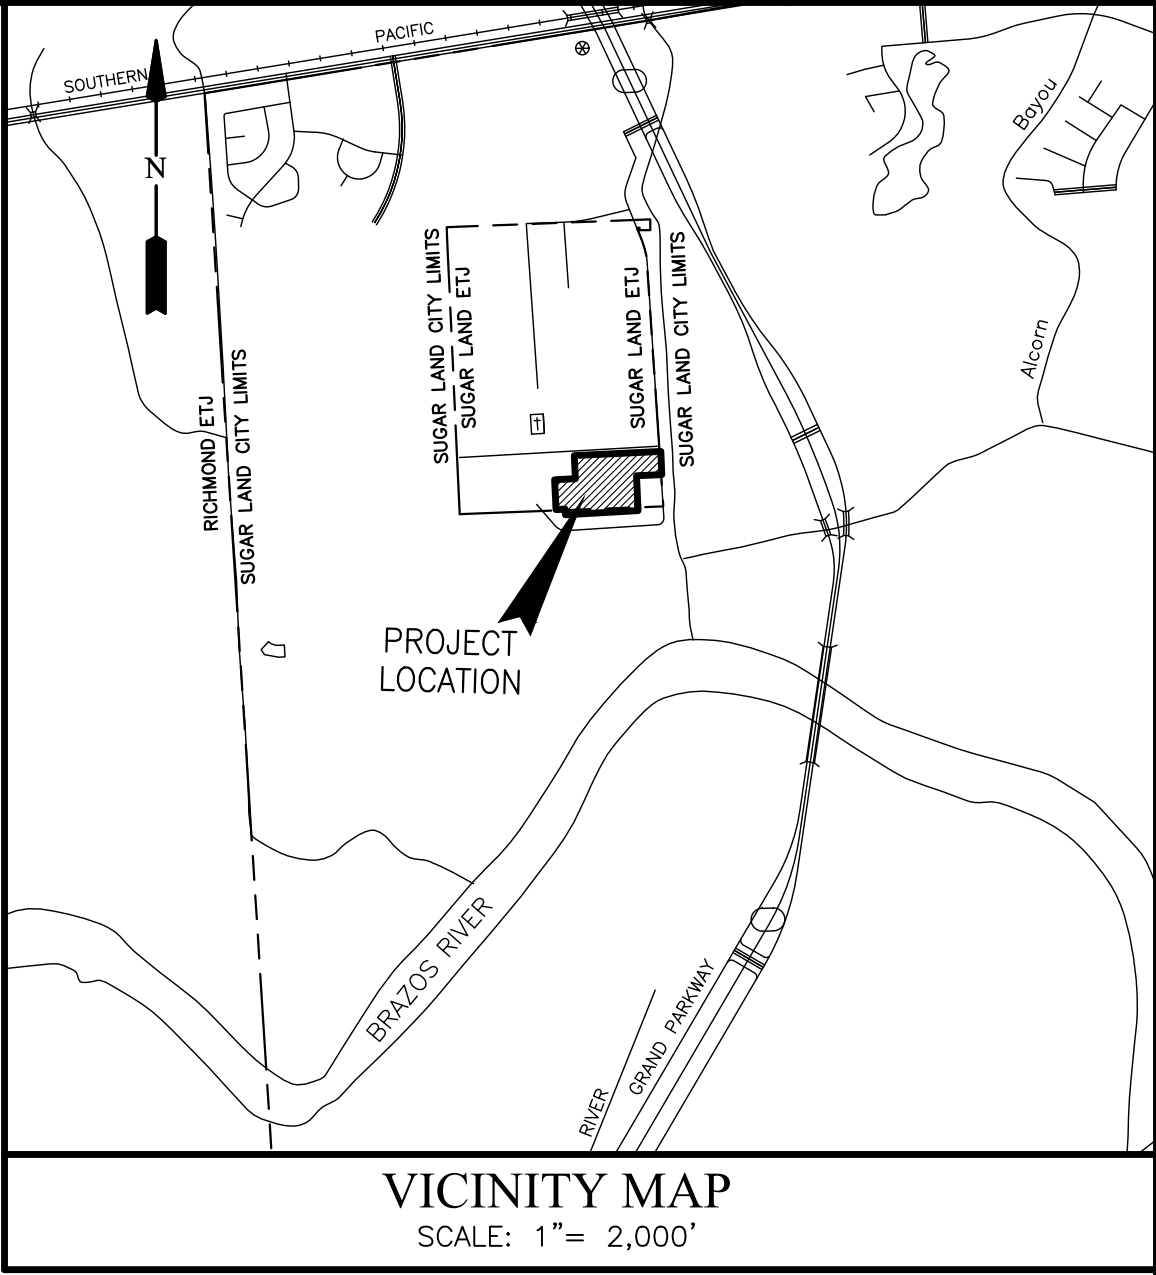 PACIFIC
SOUTHERN
N
Bayou
Alcorn
SUGAR LAND CITY LIMITS
SUGAR LAND ETJ
SUGAR LAND ETJ
SUGAR LAND CITY LIMITS
RICHMOND ETJ
SUGAR LAND CITY LIMITS
PROJECT
LOCATION
BRAZOS RIVER
GRAND PARKWAY
RIVER
VICINITY MAP
SCALE: 1”= 2,000’